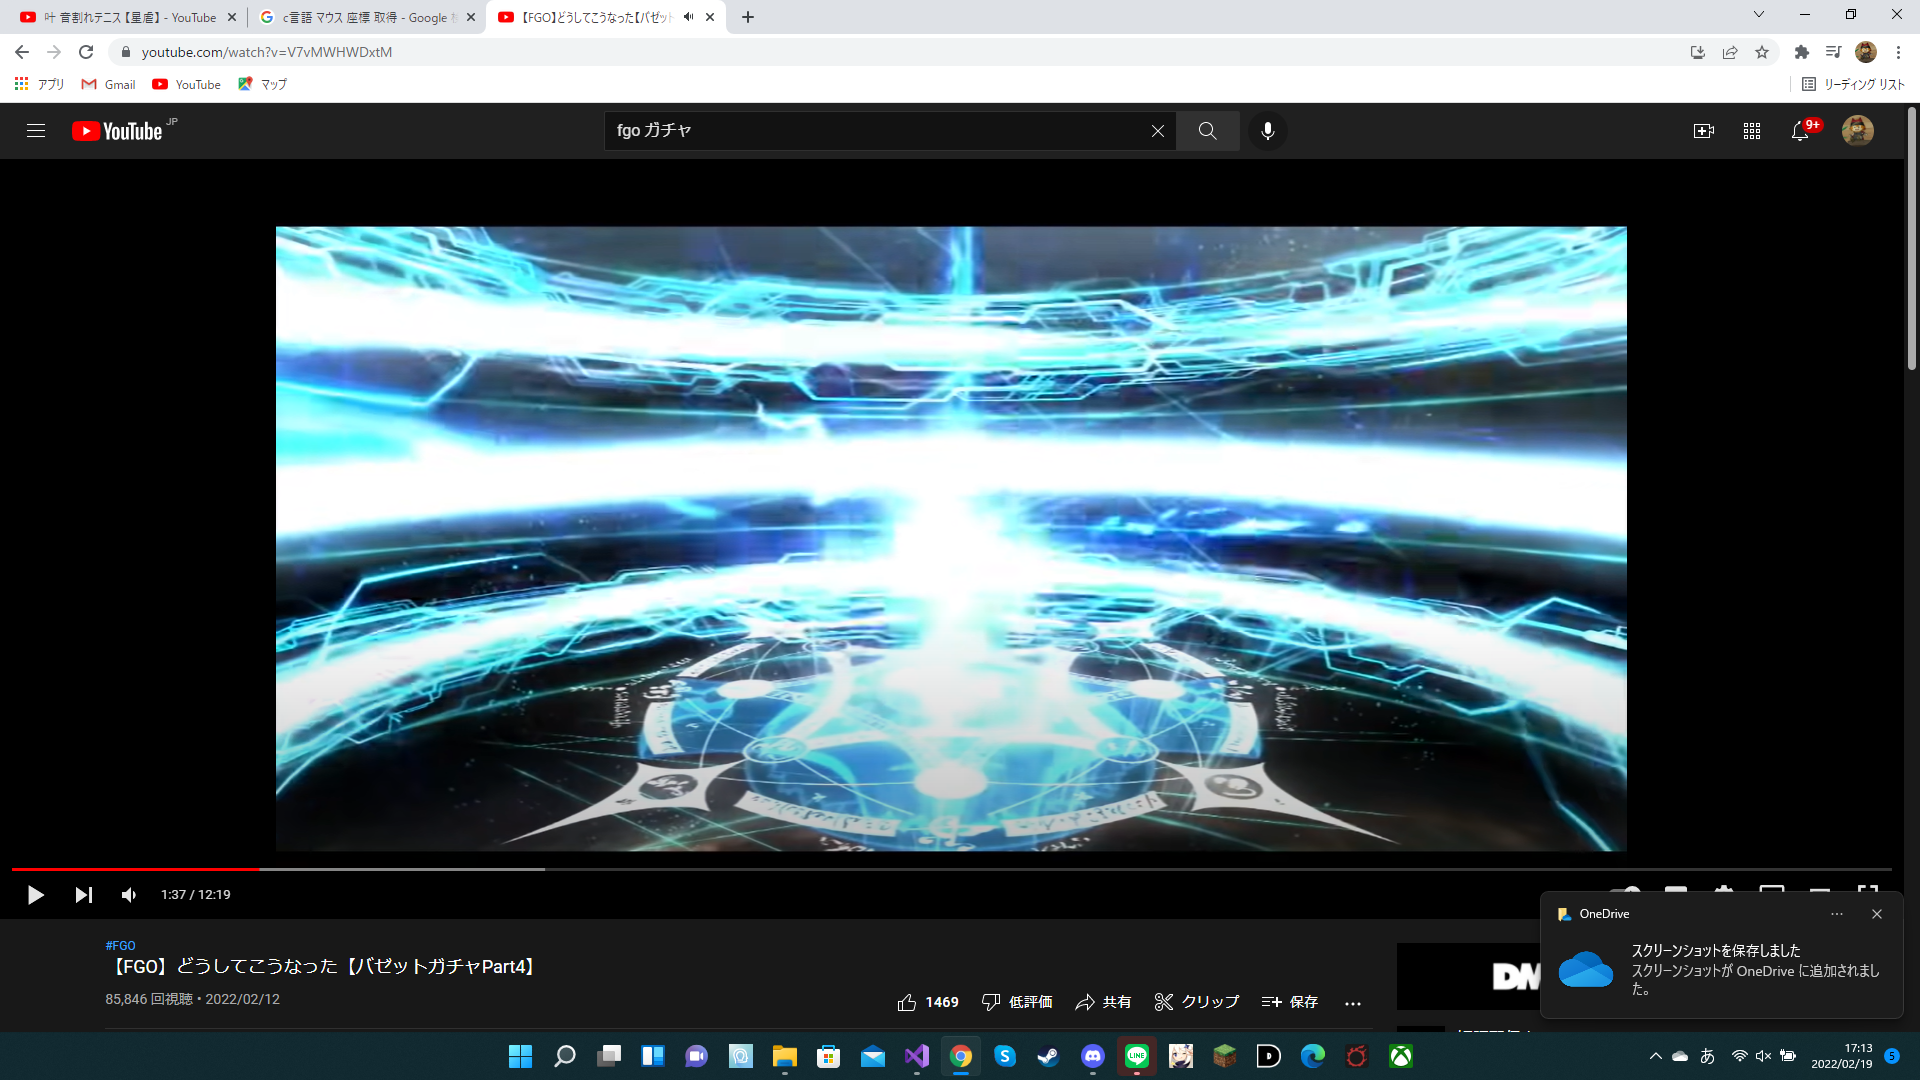 叶 音割れテニス【星虐】 - YouTube
c言語 マウス 座標 取得 - Google
【FGO】どうしてこうなった【バゼット
youtube.com/watch?v=V7vMWHWDxtM
アプリ
Gmail
YouTube
マップ
リーディング リスト
YouTube JP
fgo ガチャ
9+
1:37 / 12:19
#FGO
【FGO】どうしてこうなった【バゼットガチャPart4】
85,846 回視聴・2022/02/12
1469
低評価
共有
クリップ
保存
DM
OneDrive
スクリーンショットを保存しました
スクリーンショットが OneDrive に追加されまし
た。
LINE
あ
17:13
2022/02/19
5